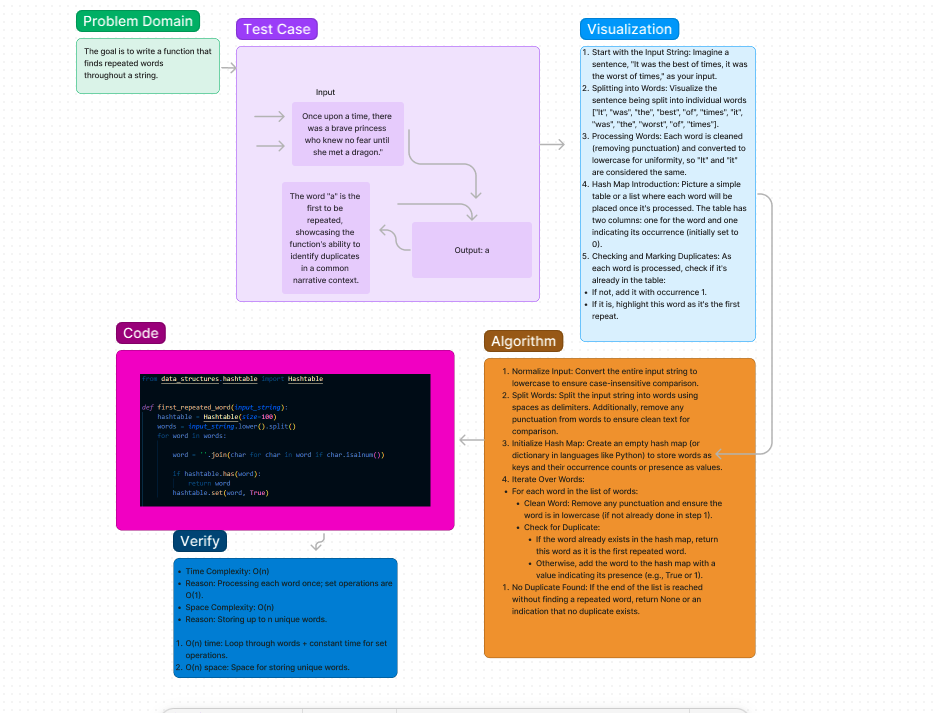 Problem Domain
The goal is to write a function that
finds repeated words
throughout a string.
Test Case
Input
Once upon a time, there
was a brave princess
who knew no fear until
she met a dragon."
The word "a" is the
first to be
repeated,
showcasing the
function's ability to
identify duplicates
in a common
narrative context.
Output: a
Visualization
1. Start with the Input String: Imagine a
sentence, "It was the best of times, it was
the worst of times," as your input.
2. Splitting into Words: Visualize the
sentence being split into individual words
["It", "was", "the", "best", "of", "times", "it",
"was", "the", "worst", "of", "times"].
3. Processing Words: Each word is cleaned
(removing punctuation) and converted to
lowercase for uniformity, so "It" and "it"
are considered the same.
4. Hash Map Introduction: Picture a simple
table or a list where each word will be
placed once it's processed. The table has
two columns: one for the word and one
indicating its occurrence (initially set to
0).
5. Checking and Marking Duplicates: As
each word is processed, check if it's
already in the table:
• If not, add it with occurrence 1.
• If it is, highlight this word as it's the first
repeat.
Code
from data_structures.hashtable import Hashtable
def first_repeated_word(input_string):
hashtable = Hashtable(size=100)
words = input_string.lower().split()
for word in words:
word = ''.join(char for char in word if char.isalnum())
if hashtable.has(word):
return word
hashtable.set(word, True)
Algorithm
1. Normalize Input: Convert the entire input string to
lowercase to ensure case-insensitive comparison.
2. Split Words: Split the input string into words using
spaces as delimiters. Additionally, remove any
punctuation from words to ensure clean text for
comparison.
3. Initialize Hash Map: Create an empty hash map (or
dictionary in languages like Python) to store words as
keys and their occurrence counts or presence as values.
4. Iterate Over Words:
• For each word in the list of words:
• Clean Word: Remove any punctuation and ensure the
word is in lowercase (if not already done in step 1).
• Check for Duplicate:
• If the word already exists in the hash map, return
this word as it is the first repeated word.
• Otherwise, add the word to the hash map with a
value indicating its presence (e.g., True or 1).
1. No Duplicate Found: If the end of the list is reached
without finding a repeated word, return None or an
indication that no duplicate exists.
Verify
• Time Complexity: O(n)
• Reason: Processing each word once; set operations are
O(1).
• Space Complexity: O(n)
• Reason: Storing up to n unique words.
1. O(n) time: Loop through words + constant time for set
operations.
2. O(n) space: Space for storing unique words.